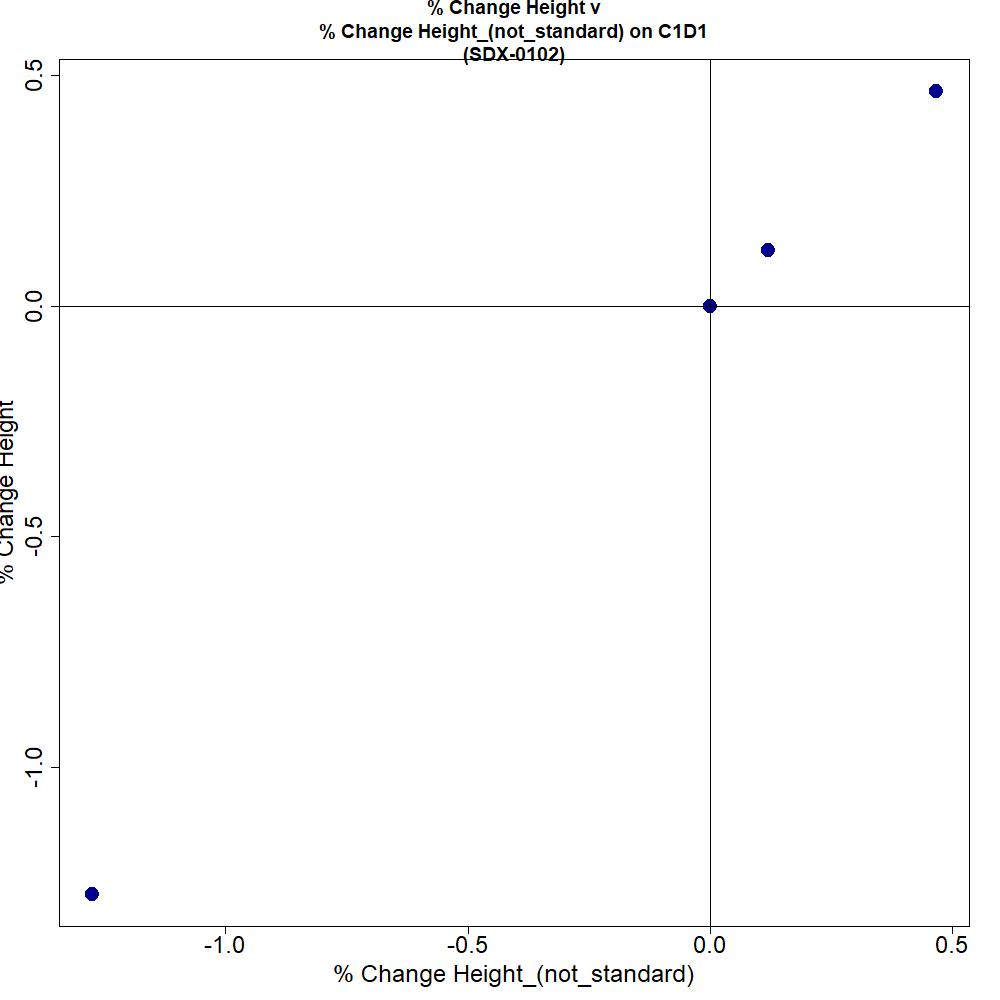 % Change Height v
% Change Height_(not_standard) on C1D1
(SDX-0102)
% Change Height
0.5
0.0
-0.5
-1.0
-1.0
-0.5
0.0
0.5
% Change Height_(not_standard)